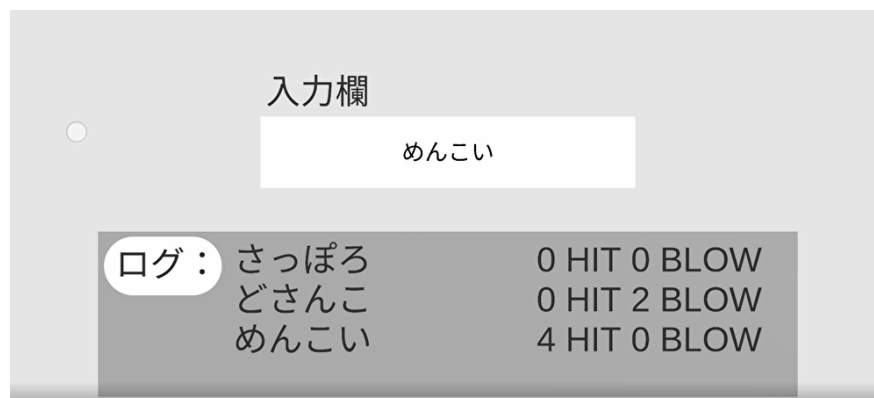 入力欄
めんこい
ログ： さっぽろ 0 HIT 0 BLOW
どさんこ 0 HIT 2 BLOW
めんこい 4 HIT 0 BLOW